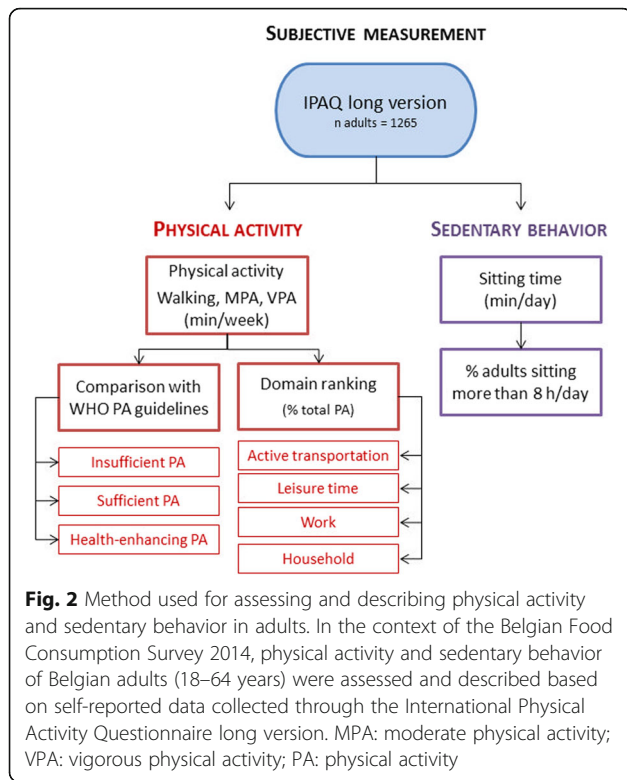 SUBJECTIVE MEASUREMENT
IPAQ long version
n adults = 1265
PHYSICAL ACTIVITY
Physical activity
Walking, MPA, VPA
(min/week)
Comparison with
WHO PA guidelines
Insufficient PA
Sufficient PA
Health-enhancing PA
Domain ranking
(% total PA)
Active transportation
Leisure time
Work
Household
SEDENTARY BEHAVIOR
Sitting time
(min/day)
% adults sitting
more than 8 h/day
Fig. 2 Method used for assessing and describing physical activity
and sedentary behavior in adults. In the context of the Belgian Food
Consumption Survey 2014, physical activity and sedentary behavior
of Belgian adults (18–64 years) were assessed and described based
on self-reported data collected through the International Physical
Activity Questionnaire long version. MPA: moderate physical activity;
VPA: vigorous physical activity; PA: physical activity